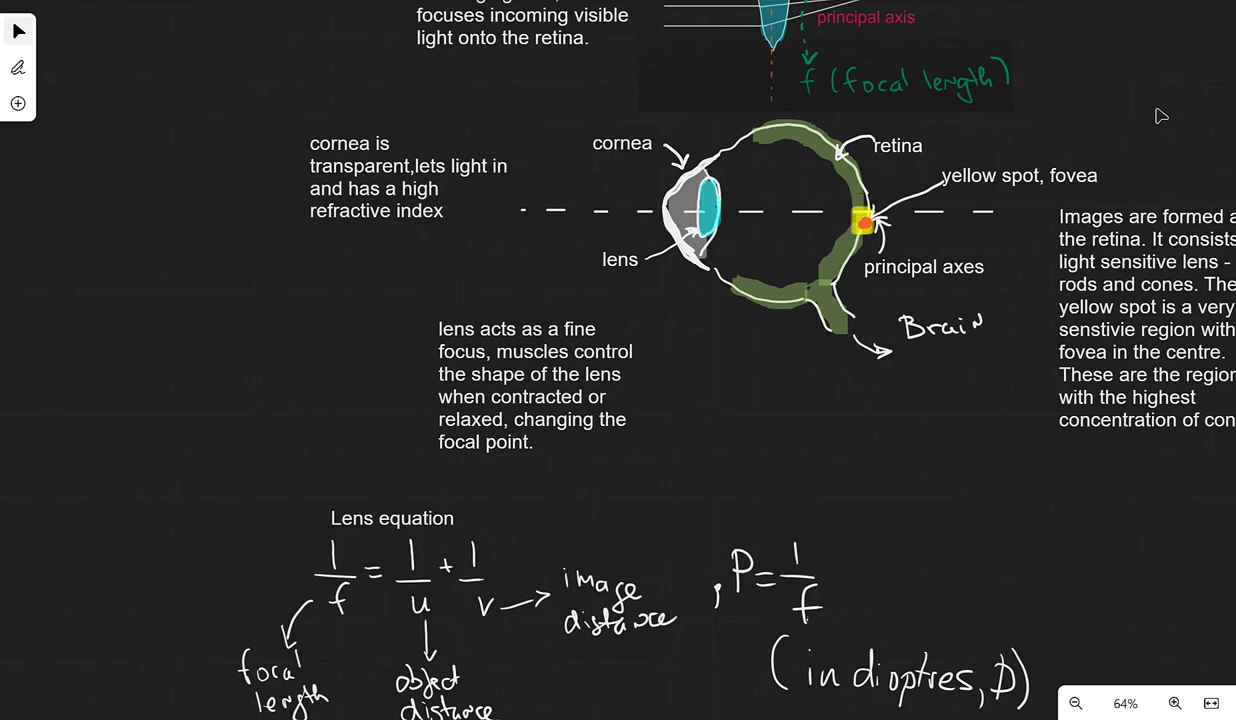 focuses incoming visible
light onto the retina.
principal axis
f (focal length)
cornea is
transparent,lets light in
and has a high
refractive index
cornea
retina
yellow spot, fovea
lens
principal axes
Brain
Images are formed a
the retina. It consists
light sensitive lens -
rods and cones. The
yellow spot is a very
senstivie region with
fovea in the centre.
These are the region
with the highest
concentration of con
lens acts as a fine
focus, muscles control
the shape of the lens
when contracted or
relaxed, changing the
focal point.
Lens equation
1/f = 1/u + 1/v
image
distance
, P = 1/f
(in dioptres, D)
focal
length
object
distance
64%